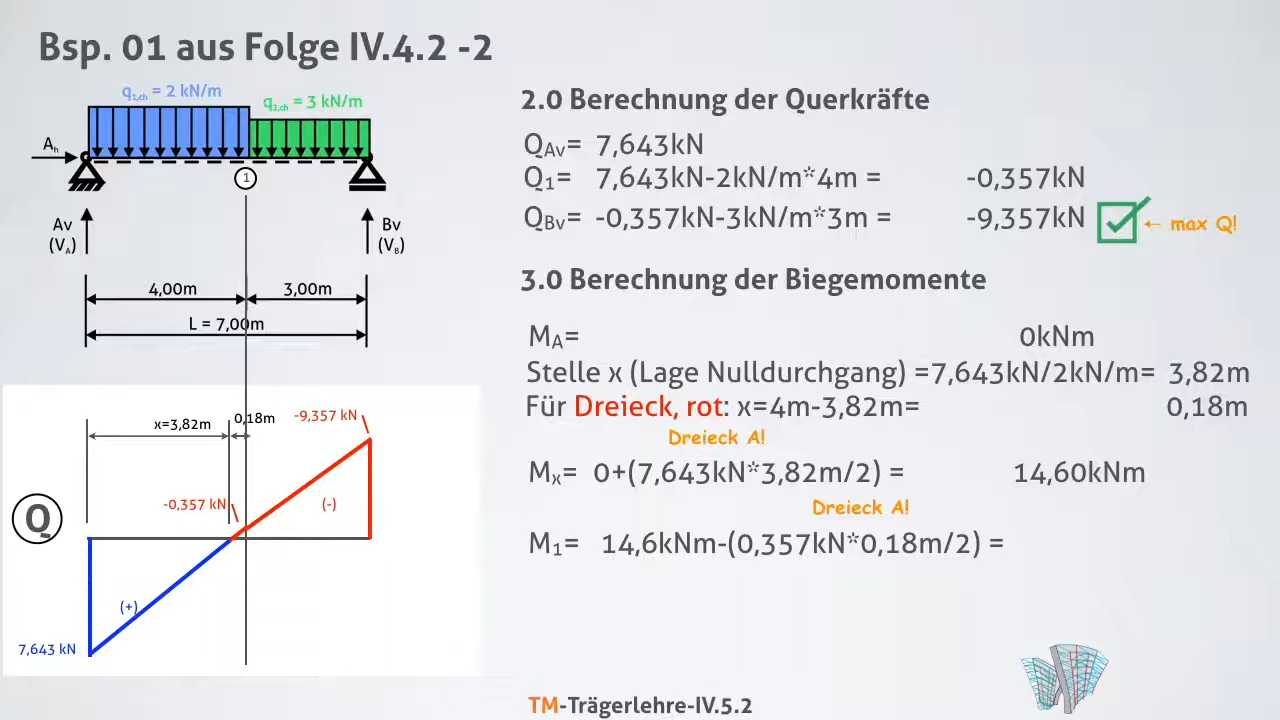 Bsp. 01 aus Folge IV.4.2 -2
q1,ch = 2 kN/m
q2,ch = 3 kN/m
Ah
1
Av
(VA)
Bv
(VB)
4,00m
3,00m
L = 7,00m
x=3,82m
0,18m
-9,357 kN
-0,357 kN
(-)
Q
(+)
7,643 kN
2.0 Berechnung der Querkräfte
QAv= 7,643kN
Q1= 7,643kN-2kN/m*4m = -0,357kN
QBv= -0,357kN-3kN/m*3m = -9,357kN ← max Q!
3.0 Berechnung der Biegemomente
MA= 0kNm
Stelle x (Lage Nulldurchgang) =7,643kN/2kN/m= 3,82m
Für Dreieck, rot: x=4m-3,82m= 0,18m
Dreieck A!
Mx= 0+(7,643kN*3,82m/2) = 14,60kNm
Dreieck A!
M1= 14,6kNm-(0,357kN*0,18m/2) =
TM-Trägerlehre-IV.5.2